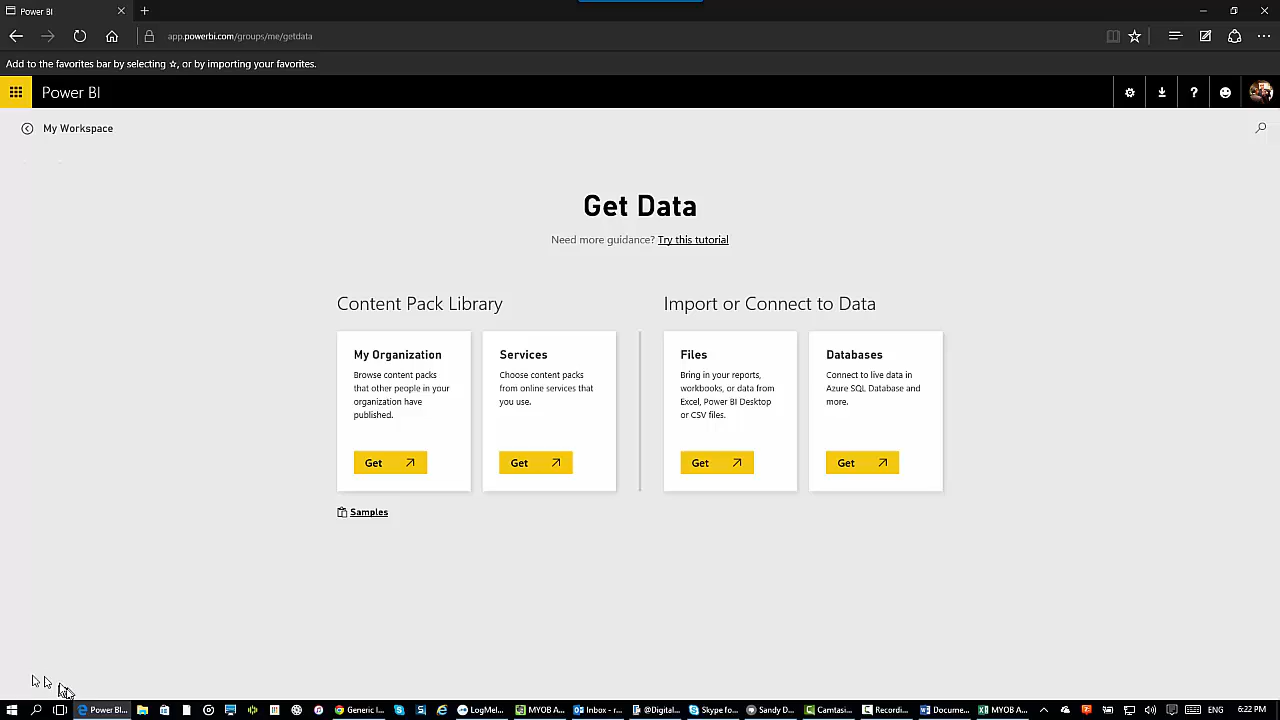 Power BI
app.powerbi.com/groups/me/getdata
Add to the favorites bar by selecting ☆, or by importing your favorites.
Power BI
?
My Workspace
Get Data
Need more guidance? Try this tutorial
Content Pack Library
Import or Connect to Data
My Organization
Browse content packs
that other people in your
organization have
published.
Get
Services
Choose content packs
from online services that
you use.
Get
Files
Bring in your reports,
workbooks, or data from
Excel, Power BI Desktop
or CSV files.
Get
Databases
Connect to live data in
Azure SQL Database and
more.
Get
Samples
Power BI...
Generic I...
LogMel...
MYOB A...
Inbox - r...
@Digital...
Skype fo...
Sandy D...
Camtasi...
Recordi...
Docume...
MYOB A...
ENG
6:22 PM